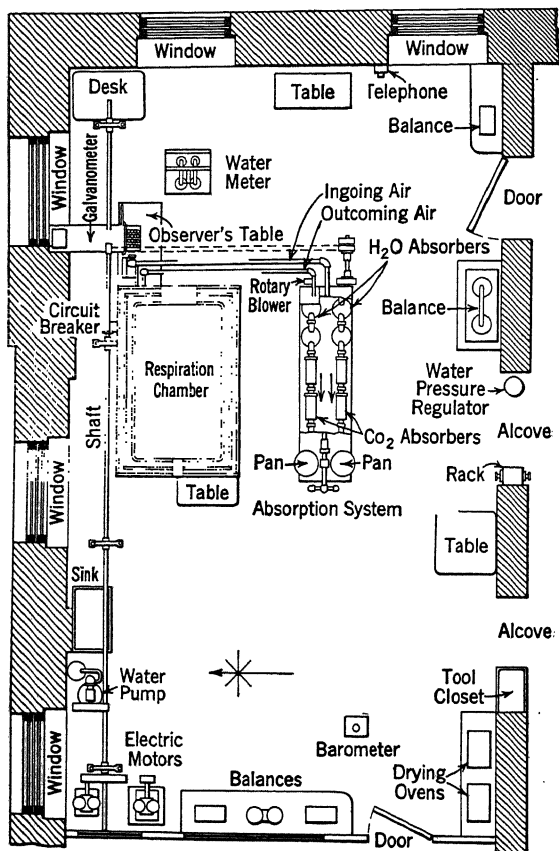 Window
Window
Desk
Table
Telephone
Balance
Window
Galvanometer
Water
Meter
Door
Ingoing Air
Outcoming Air
Observer's Table
H2O Absorbers
Rotary
Blower
Balance
Circuit
Breaker
Respiration
Chamber
Water
Pressure
Regulator
Shaft
Co2 Absorbers
Alcove
Pan
Pan
Rack
Window
Table
Absorption System
Table
Sink
Alcove
Water
Pump
Tool
Closet
Electric
Motors
Barometer
Window
Balances
Drying
Ovens
Door